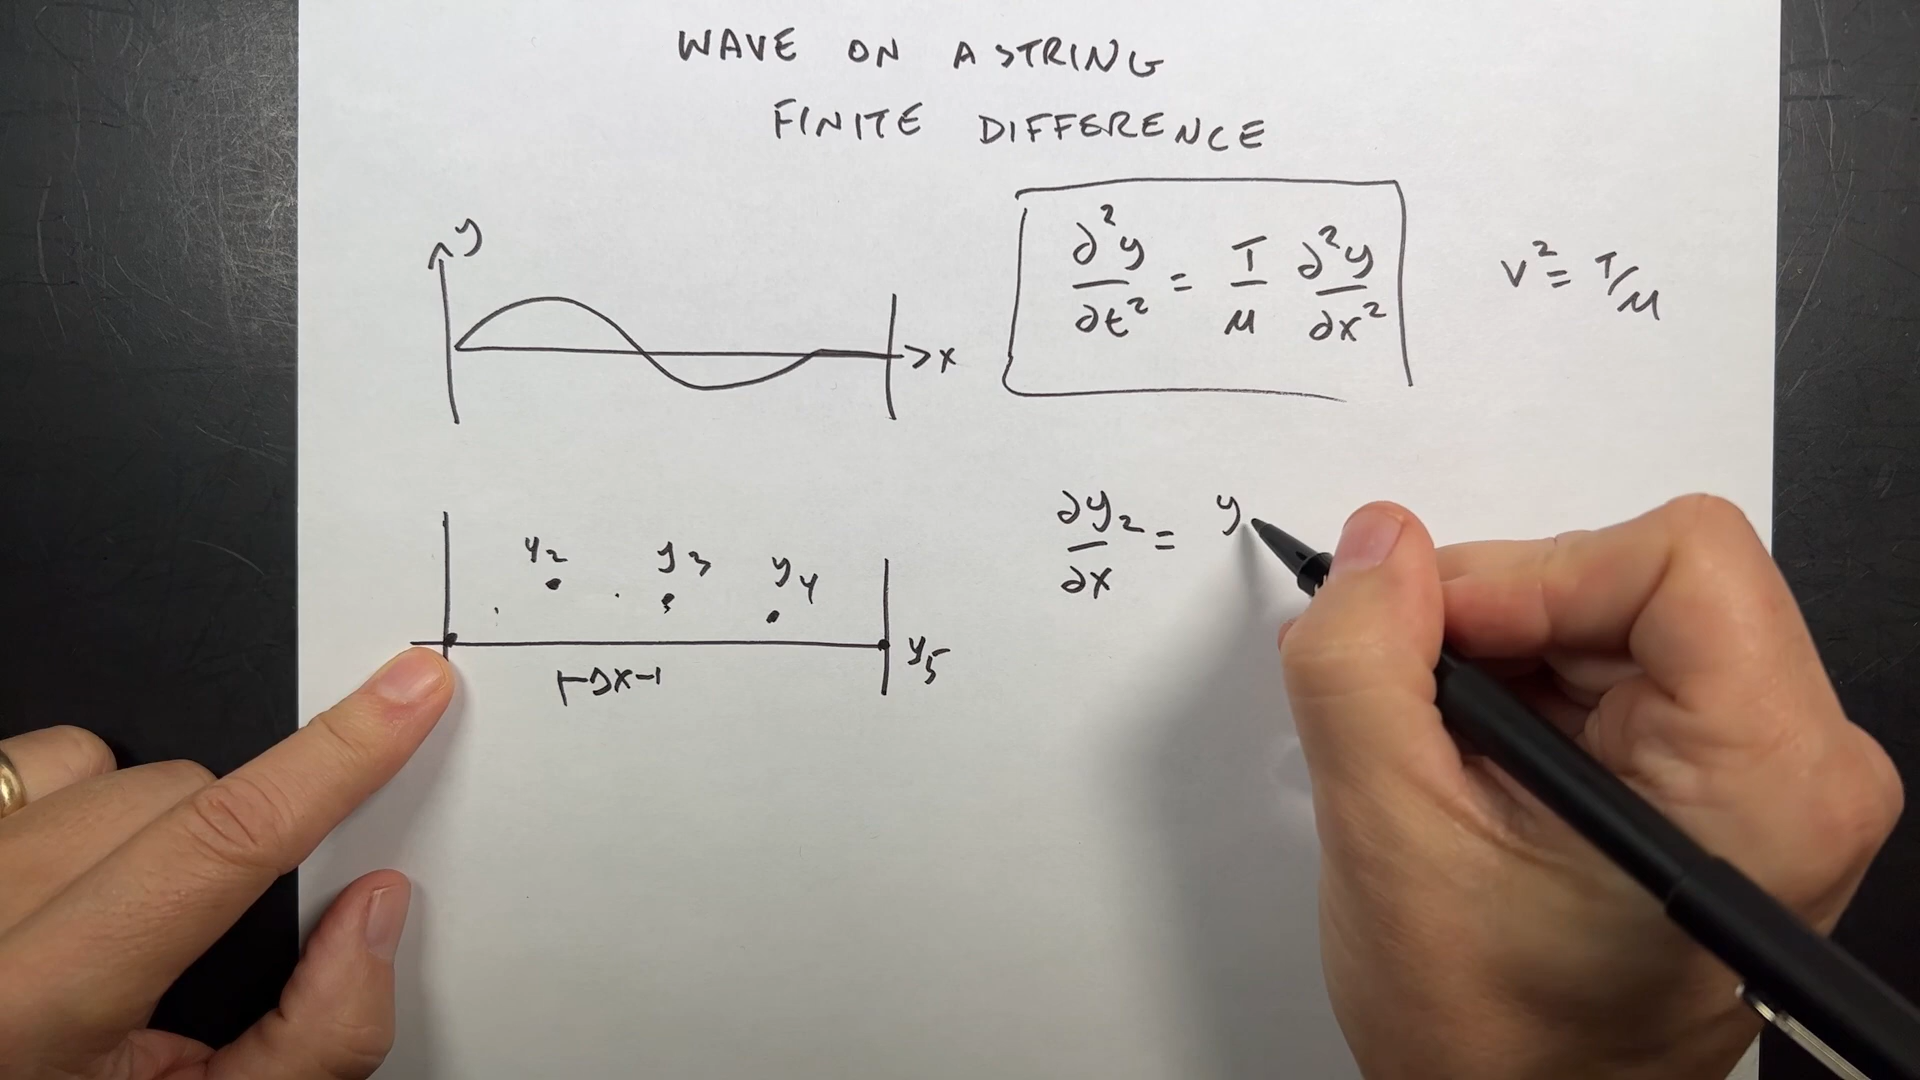 WAVE ON A STRING
FINITE DIFFERENCE
y
x
∂²y/∂t² = T/μ ∂²y/∂x²
v² = T/μ
y₂ y₃ y₄
y₅
⊢Δx⊣
∂y₂/∂x = y